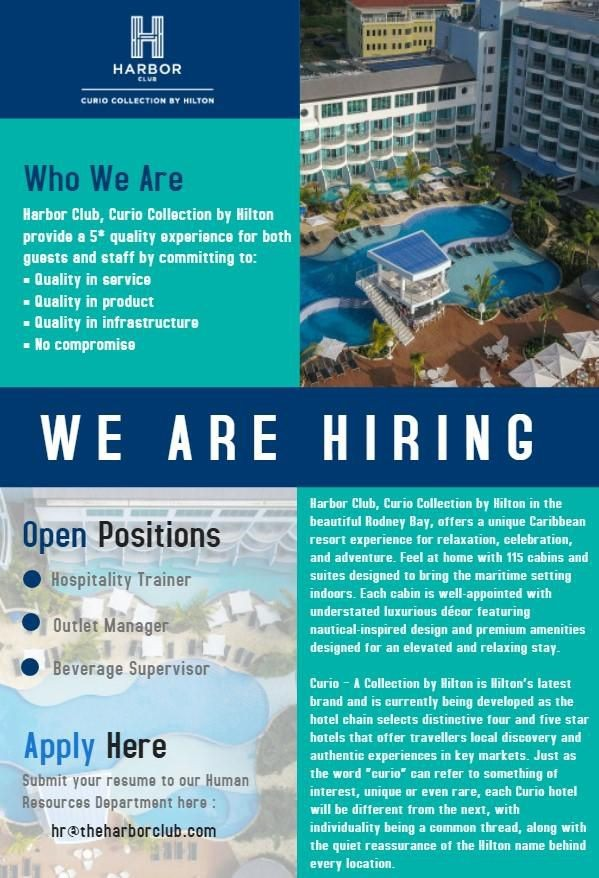 HARBOR
CLUB
CURIO COLLECTION BY HILTON
Who We Are
Harbor Club, Curio Collection by Hilton
provide a 5* quality experience for both
guests and staff by committing to:
- Quality in service
- Quality in product
- Quality in infrastructure
- No compromise
WE ARE HIRING
Open Positions
Hospitality Trainer
Outlet Manager
Beverage Supervisor
Apply Here
Submit your resume to our Human
Resources Department here :
hr@theharborclub.com
Harbor Club, Curio Collection by Hilton in the
beautiful Rodney Bay, offers a unique Caribbean
resort experience for relaxation, celebration,
and adventure. Feel at home with 115 cabins and
suites designed to bring the maritime setting
indoors. Each cabin is well-appointed with
understated luxurious décor featuring
nautical-inspired design and premium amenities
designed for an elevated and relaxing stay.
Curio - A Collection by Hilton is Hilton's latest
brand and is currently being developed as the
hotel chain selects distinctive four and five star
hotels that offer travellers local discovery and
authentic experiences in key markets. Just as
the word "curio" can refer to something of
interest, unique or even rare, each Curio hotel
will be different from the next, with
individuality being a common thread, along with
the quiet reassurance of the Hilton name behind
every location.